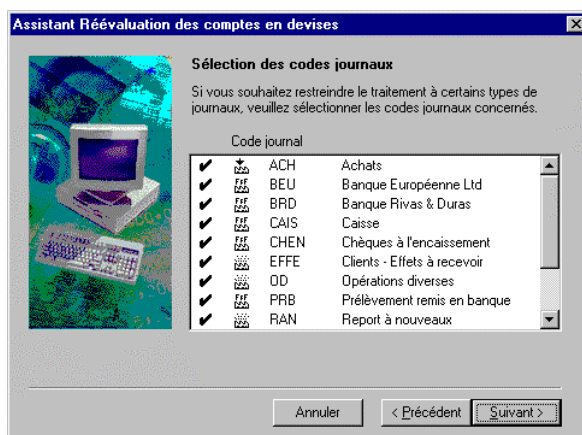 Assistant Réévaluation des comptes en devises
Sélection des codes journaux
Si vous souhaitez restreindre le traitement à certains types de
journaux, veuillez sélectionner les codes journaux concernés.
Code journal
ACH Achats
BEU Banque Européenne Ltd
BRD Banque Rivas & Duras
CAIS Caisse
CHEN Chèques à l'encaissement
EFFE Clients - Effets à recevoir
OD Opérations diverses
PRB Prélèvement remis en banque
RAN Report à nouveaux
Annuler < Précédent Suivant >